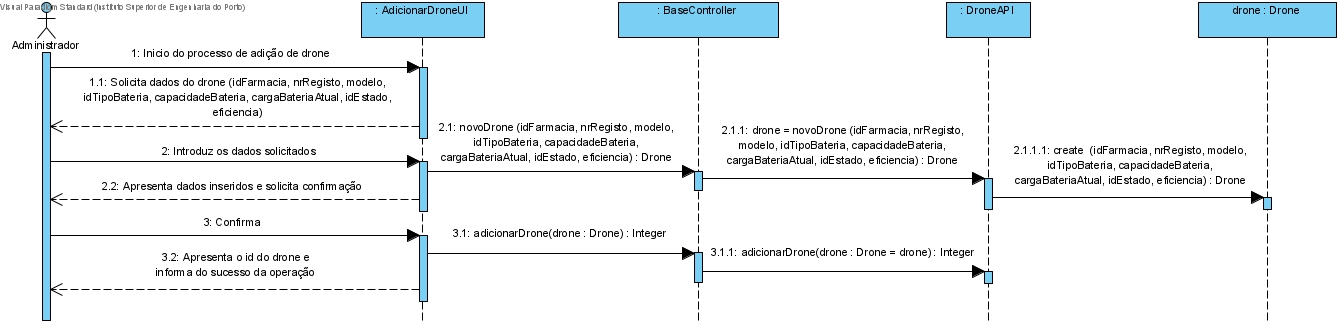 Visual Paradigm Standard (Instituto Superior de Engenharia do Porto)
Administrador
: AdicionarDroneUI
: BaseController
: DroneAPI
drone : Drone
1: Inicio do processo de adição de drone
1.1: Solicita dados do drone (idFarmacia, nrRegisto, modelo,
idTipoBateria, capacidadeBateria, cargaBateriaAtual, idEstado,
eficiencia)
2: Introduz os dados solicitados
2.1: novoDrone (idFarmacia, nrRegisto, modelo,
idTipoBateria, capacidadeBateria,
cargaBateriaAtual, idEstado, eficiencia) : Drone
2.1.1: drone = novoDrone (idFarmacia, nrRegisto,
modelo, idTipoBateria, capacidadeBateria,
cargaBateriaAtual, idEstado, eficiencia) : Drone
2.1.1.1: create (idFarmacia, nrRegisto, modelo,
idTipoBateria, capacidadeBateria,
cargaBateriaAtual, idEstado, eficiencia) : Drone
2.2: Apresenta dados inseridos e solicita confirmação
3: Confirma
3.1: adicionarDrone(drone : Drone) : Integer
3.1.1: adicionarDrone(drone : Drone = drone) : Integer
3.2: Apresenta o id do drone e
informa do sucesso da operação